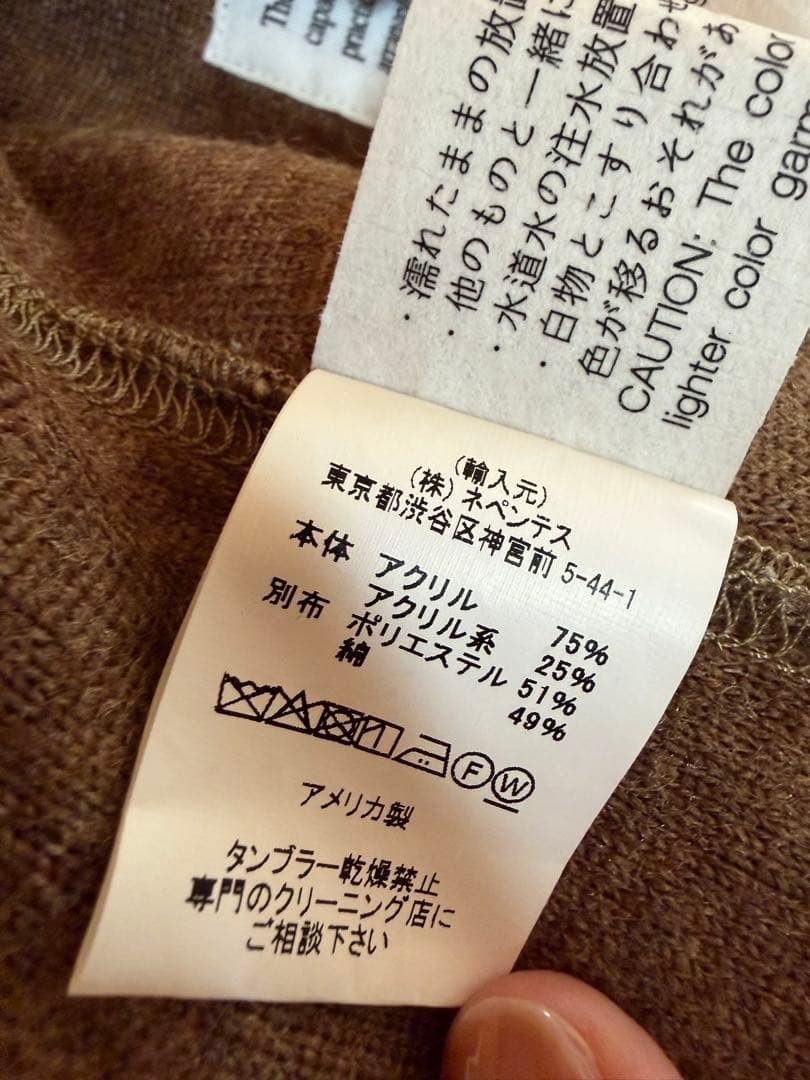 ・濡れたままの放置
・他のものと一緒に
・水道水の注水放置
・白物とこすり合わせ
色が移るおそれがあ
CAUTION: The color
lighter color garm
(輸入元)
(株) ネペンテス
東京都渋谷区神宮前 5-44-1
本体 アクリル 75%
アクリル系 25%
別布 ポリエステル 51%
綿 49%
F W
アメリカ製
タンブラー乾燥禁止
専門のクリーニング店に
ご相談下さい